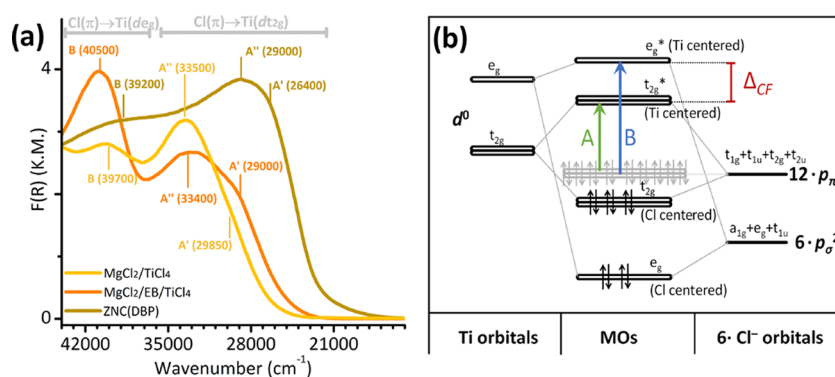 Cl(π)→Ti(deg) Cl(π)→Ti(dt2g)
(a)
B (40500)
B (39200)
A'' (33500)
A'' (29000)
A' (26400)
4
F(R) (K.M.)
B (39700)
A'' (33400)
A' (29000)
A' (29850)
MgCl2/TiCl4
MgCl2/EB/TiCl4
ZNC(DBP)
0
42000 35000 28000 21000
Wavenumber (cm-1)
(b)
eg* (Ti centered)
eg
t2g*
ΔCF
d0
(Ti centered)
t2g
A B
t1g+t1u+t2g+t2u
12·pπ
t2g
(Cl centered)
a1g+eg+t1u
6·pσ2
eg
(Cl centered)
Ti orbitals MOs 6· Cl− orbitals